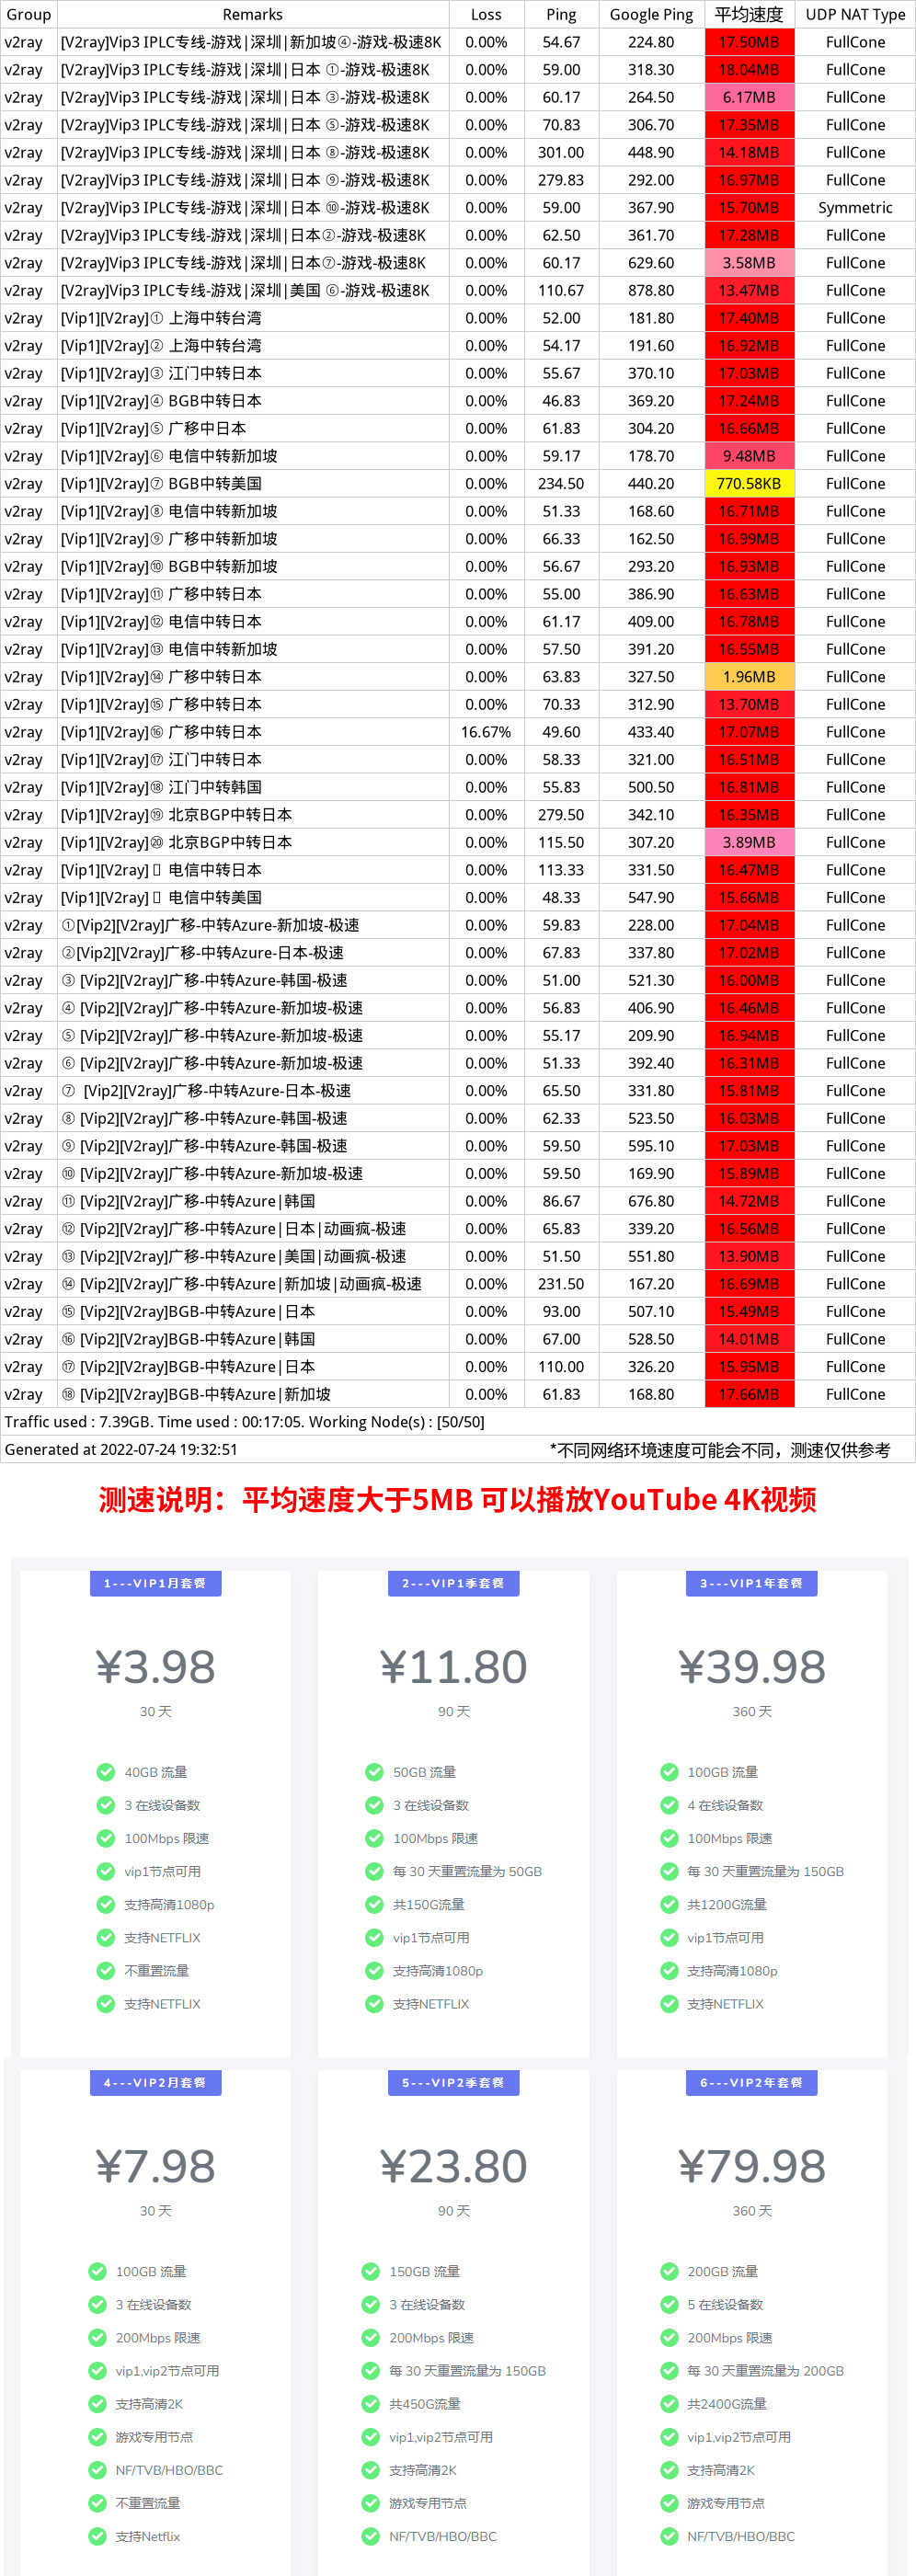 Group Remarks Loss Ping Google Ping 平均速度 UDP NAT Type
v2ray [V2ray]Vip3 IPLC专线-游戏|深圳|新加坡④-游戏-极速8K 0.00% 54.67 224.80 17.50MB FullCone
v2ray [V2ray]Vip3 IPLC专线-游戏|深圳|日本 ①-游戏-极速8K 0.00% 59.00 318.30 18.04MB FullCone
v2ray [V2ray]Vip3 IPLC专线-游戏|深圳|日本 ③-游戏-极速8K 0.00% 60.17 264.50 6.17MB FullCone
v2ray [V2ray]Vip3 IPLC专线-游戏|深圳|日本 ⑤-游戏-极速8K 0.00% 70.83 306.70 17.35MB FullCone
v2ray [V2ray]Vip3 IPLC专线-游戏|深圳|日本 ⑧-游戏-极速8K 0.00% 301.00 448.90 14.18MB FullCone
v2ray [V2ray]Vip3 IPLC专线-游戏|深圳|日本 ⑨-游戏-极速8K 0.00% 279.83 292.00 16.97MB FullCone
v2ray [V2ray]Vip3 IPLC专线-游戏|深圳|日本 ⑩-游戏-极速8K 0.00% 59.00 367.90 15.70MB Symmetric
v2ray [V2ray]Vip3 IPLC专线-游戏|深圳|日本②-游戏-极速8K 0.00% 62.50 361.70 17.28MB FullCone
v2ray [V2ray]Vip3 IPLC专线-游戏|深圳|日本⑦-游戏-极速8K 0.00% 60.17 629.60 3.58MB FullCone
v2ray [V2ray]Vip3 IPLC专线-游戏|深圳|美国 ⑥-游戏-极速8K 0.00% 110.67 878.80 13.47MB FullCone
v2ray [Vip1][V2ray]① 上海中转台湾 0.00% 52.00 181.80 17.40MB FullCone
v2ray [Vip1][V2ray]② 上海中转台湾 0.00% 54.17 191.60 16.92MB FullCone
v2ray [Vip1][V2ray]③ 江门中转日本 0.00% 55.67 370.10 17.03MB FullCone
v2ray [Vip1][V2ray]④ BGB中转日本 0.00% 46.83 369.20 17.24MB FullCone
v2ray [Vip1][V2ray]⑤ 广移中日本 0.00% 61.83 304.20 16.66MB FullCone
v2ray [Vip1][V2ray]⑥ 电信中转新加坡 0.00% 59.17 178.70 9.48MB FullCone
v2ray [Vip1][V2ray]⑦ BGB中转美国 0.00% 234.50 440.20 770.58KB FullCone
v2ray [Vip1][V2ray]⑧ 电信中转新加坡 0.00% 51.33 168.60 16.71MB FullCone
v2ray [Vip1][V2ray]⑨ 广移中转新加坡 0.00% 66.33 162.50 16.99MB FullCone
v2ray [Vip1][V2ray]⑩ BGB中转新加坡 0.00% 56.67 293.20 16.93MB FullCone
v2ray [Vip1][V2ray]⑪ 广移中转日本 0.00% 55.00 386.90 16.63MB FullCone
v2ray [Vip1][V2ray]⑫ 电信中转日本 0.00% 61.17 409.00 16.78MB FullCone
v2ray [Vip1][V2ray]⑬ 电信中转新加坡 0.00% 57.50 391.20 16.55MB FullCone
v2ray [Vip1][V2ray]⑭ 广移中转日本 0.00% 63.83 327.50 1.96MB FullCone
v2ray [Vip1][V2ray]⑮ 广移中转日本 0.00% 70.33 312.90 13.70MB FullCone
v2ray [Vip1][V2ray]⑯ 广移中转日本 16.67% 49.60 433.40 17.07MB FullCone
v2ray [Vip1][V2ray]⑰ 江门中转日本 0.00% 58.33 321.00 16.51MB FullCone
v2ray [Vip1][V2ray]⑱ 江门中转韩国 0.00% 55.83 500.50 16.81MB FullCone
v2ray [Vip1][V2ray]⑲ 北京BGP中转日本 0.00% 279.50 342.10 16.35MB FullCone
v2ray [Vip1][V2ray]⑳ 北京BGP中转日本 0.00% 115.50 307.20 3.89MB FullCone
v2ray [Vip1][V2ray] 电信中转日本 0.00% 113.33 331.50 16.47MB FullCone
v2ray [Vip1][V2ray] 电信中转美国 0.00% 48.33 547.90 15.66MB FullCone
v2ray ①[Vip2][V2ray]广移-中转Azure-新加坡-极速 0.00% 59.83 228.00 17.04MB FullCone
v2ray ②[Vip2][V2ray]广移-中转Azure-日本-极速 0.00% 67.83 337.80 17.02MB FullCone
v2ray ③ [Vip2][V2ray]广移-中转Azure-韩国-极速 0.00% 51.00 521.30 16.00MB FullCone
v2ray ④ [Vip2][V2ray]广移-中转Azure-新加坡-极速 0.00% 56.83 406.90 16.46MB FullCone
v2ray ⑤ [Vip2][V2ray]广移-中转Azure-新加坡-极速 0.00% 55.17 209.90 16.94MB FullCone
v2ray ⑥ [Vip2][V2ray]广移-中转Azure-新加坡-极速 0.00% 51.33 392.40 16.31MB FullCone
v2ray ⑦ [Vip2][V2ray]广移-中转Azure-日本-极速 0.00% 65.50 331.80 15.81MB FullCone
v2ray ⑧ [Vip2][V2ray]广移-中转Azure-韩国-极速 0.00% 62.33 523.50 16.03MB FullCone
v2ray ⑨ [Vip2][V2ray]广移-中转Azure-韩国-极速 0.00% 59.50 595.10 17.03MB FullCone
v2ray ⑩ [Vip2][V2ray]广移-中转Azure-新加坡-极速 0.00% 59.50 169.90 15.89MB FullCone
v2ray ⑪ [Vip2][V2ray]广移-中转Azure|韩国 0.00% 86.67 676.80 14.72MB FullCone
v2ray ⑫ [Vip2][V2ray]广移-中转Azure|日本|动画疯-极速 0.00% 65.83 339.20 16.56MB FullCone
v2ray ⑬ [Vip2][V2ray]广移-中转Azure|美国|动画疯-极速 0.00% 51.50 551.80 13.90MB FullCone
v2ray ⑭ [Vip2][V2ray]广移-中转Azure|新加坡|动画疯-极速 0.00% 231.50 167.20 16.69MB FullCone
v2ray ⑮ [Vip2][V2ray]BGB-中转Azure|日本 0.00% 93.00 507.10 15.49MB FullCone
v2ray ⑯ [Vip2][V2ray]BGB-中转Azure|韩国 0.00% 67.00 528.50 14.01MB FullCone
v2ray ⑰ [Vip2][V2ray]BGB-中转Azure|日本 0.00% 110.00 326.20 15.95MB FullCone
v2ray ⑱ [Vip2][V2ray]BGB-中转Azure|新加坡 0.00% 61.83 168.80 17.66MB FullCone
Traffic used : 7.39GB. Time used : 00:17:05. Working Node(s) : [50/50]
Generated at 2022-07-24 19:32:51 *不同网络环境速度可能会不同，测速仅供参考
测速说明：平均速度大于5MB 可以播放YouTube 4K视频
1---VIP1月套餐 2---VIP1季套餐 3---VIP1年套餐
¥3.98 ¥11.80 ¥39.98
30 天 90 天 360 天
40GB 流量 50GB 流量 100GB 流量
3 在线设备数 3 在线设备数 4 在线设备数
100Mbps 限速 100Mbps 限速 100Mbps 限速
vip1节点可用 每 30 天重置流量为 50GB 每 30 天重置流量为 150GB
支持高清1080p 共150G流量 共1200G流量
支持NETFLIX vip1节点可用 vip1节点可用
不重置流量 支持高清1080p 支持高清1080p
支持NETFLIX 支持NETFLIX 支持NETFLIX
4---VIP2月套餐 5---VIP2季套餐 6---VIP2年套餐
¥7.98 ¥23.80 ¥79.98
30 天 90 天 360 天
100GB 流量 150GB 流量 200GB 流量
3 在线设备数 3 在线设备数 5 在线设备数
200Mbps 限速 200Mbps 限速 200Mbps 限速
vip1,vip2节点可用 每 30 天重置流量为 150GB 每 30 天重置流量为 200GB
支持高清2K 共450G流量 共2400G流量
游戏专用节点 vip1,vip2节点可用 vip1,vip2节点可用
NF/TVB/HBO/BBC 支持高清2K 支持高清2K
不重置流量 游戏专用节点 游戏专用节点
支持Netflix NF/TVB/HBO/BBC NF/TVB/HBO/BBC